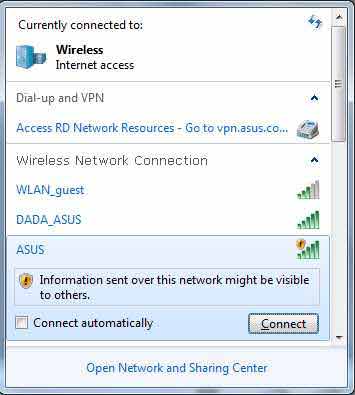 Currently connected to:
Wireless
Internet access
Dial-up and VPN
Access RD Network Resources - Go to vpn.asus.co...
Wireless Network Connection
WLAN_guest
DADA_ASUS
ASUS
Information sent over this network might be visible
to others.
Connect automatically
Connect
Open Network and Sharing Center